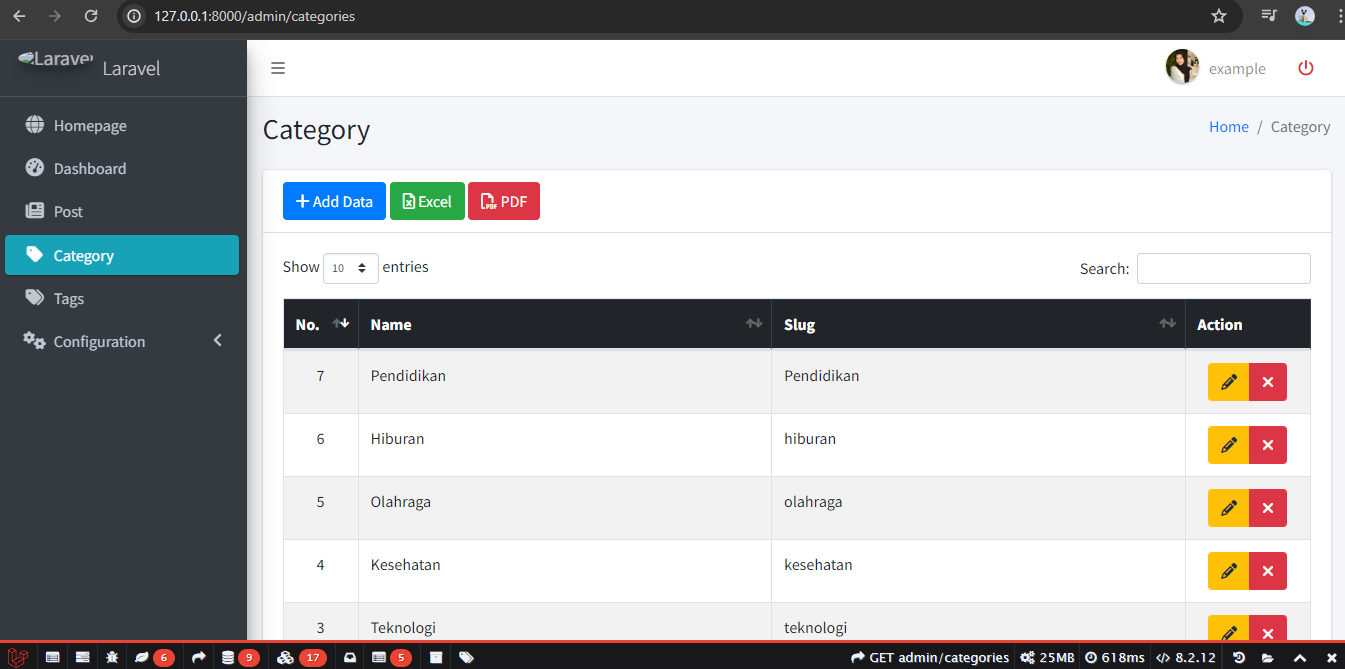 127.0.0.1:8000/admin/categories
Laravel
Laravel
example
Homepage
Dashboard
Post
Category
Tags
Configuration
Category
Home / Category
Add Data
Excel
PDF
Show 10 entries
Search:
No. Name Slug Action
7 Pendidikan Pendidikan
6 Hiburan hiburan
5 Olahraga olahraga
4 Kesehatan kesehatan
3 Teknologi teknologi
6 9 17 5 GET admin/categories 25MB 618ms 8.2.12